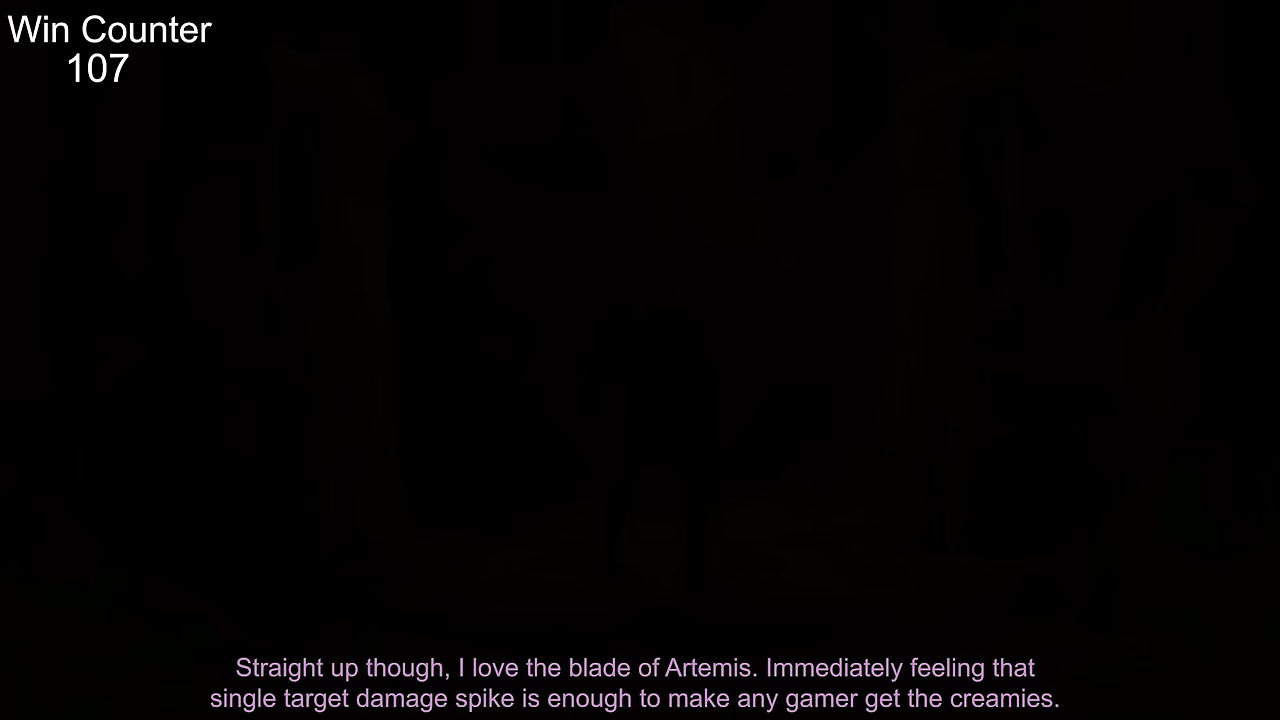 Win Counter
107
Straight up though, I love the blade of Artemis. Immediately feeling that
single target damage spike is enough to make any gamer get the creamies.